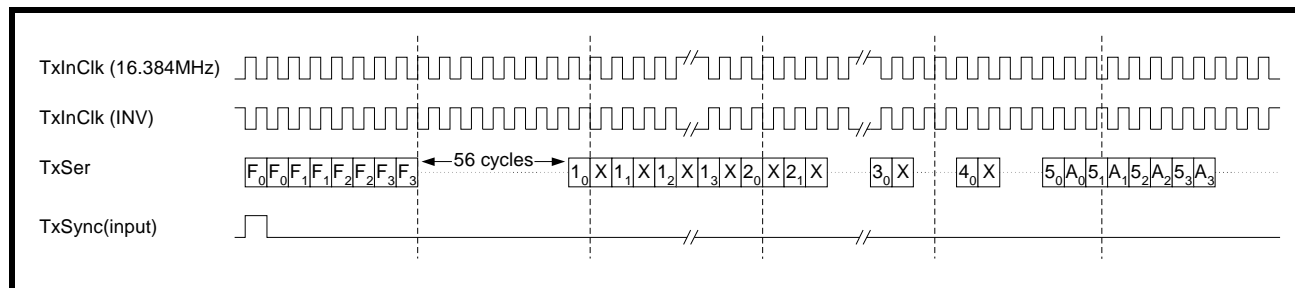 TxInClk (16.384MHz)
TxInClk (INV)
TxSer
F0 F0 F1 F1 F2 F2 F3 F3 56 cycles 10 X 11 X 12 X 13 X 20 X 21 X 30 X 40 X 50 A0 51 A1 52 A2 53 A3
TxSync(input)